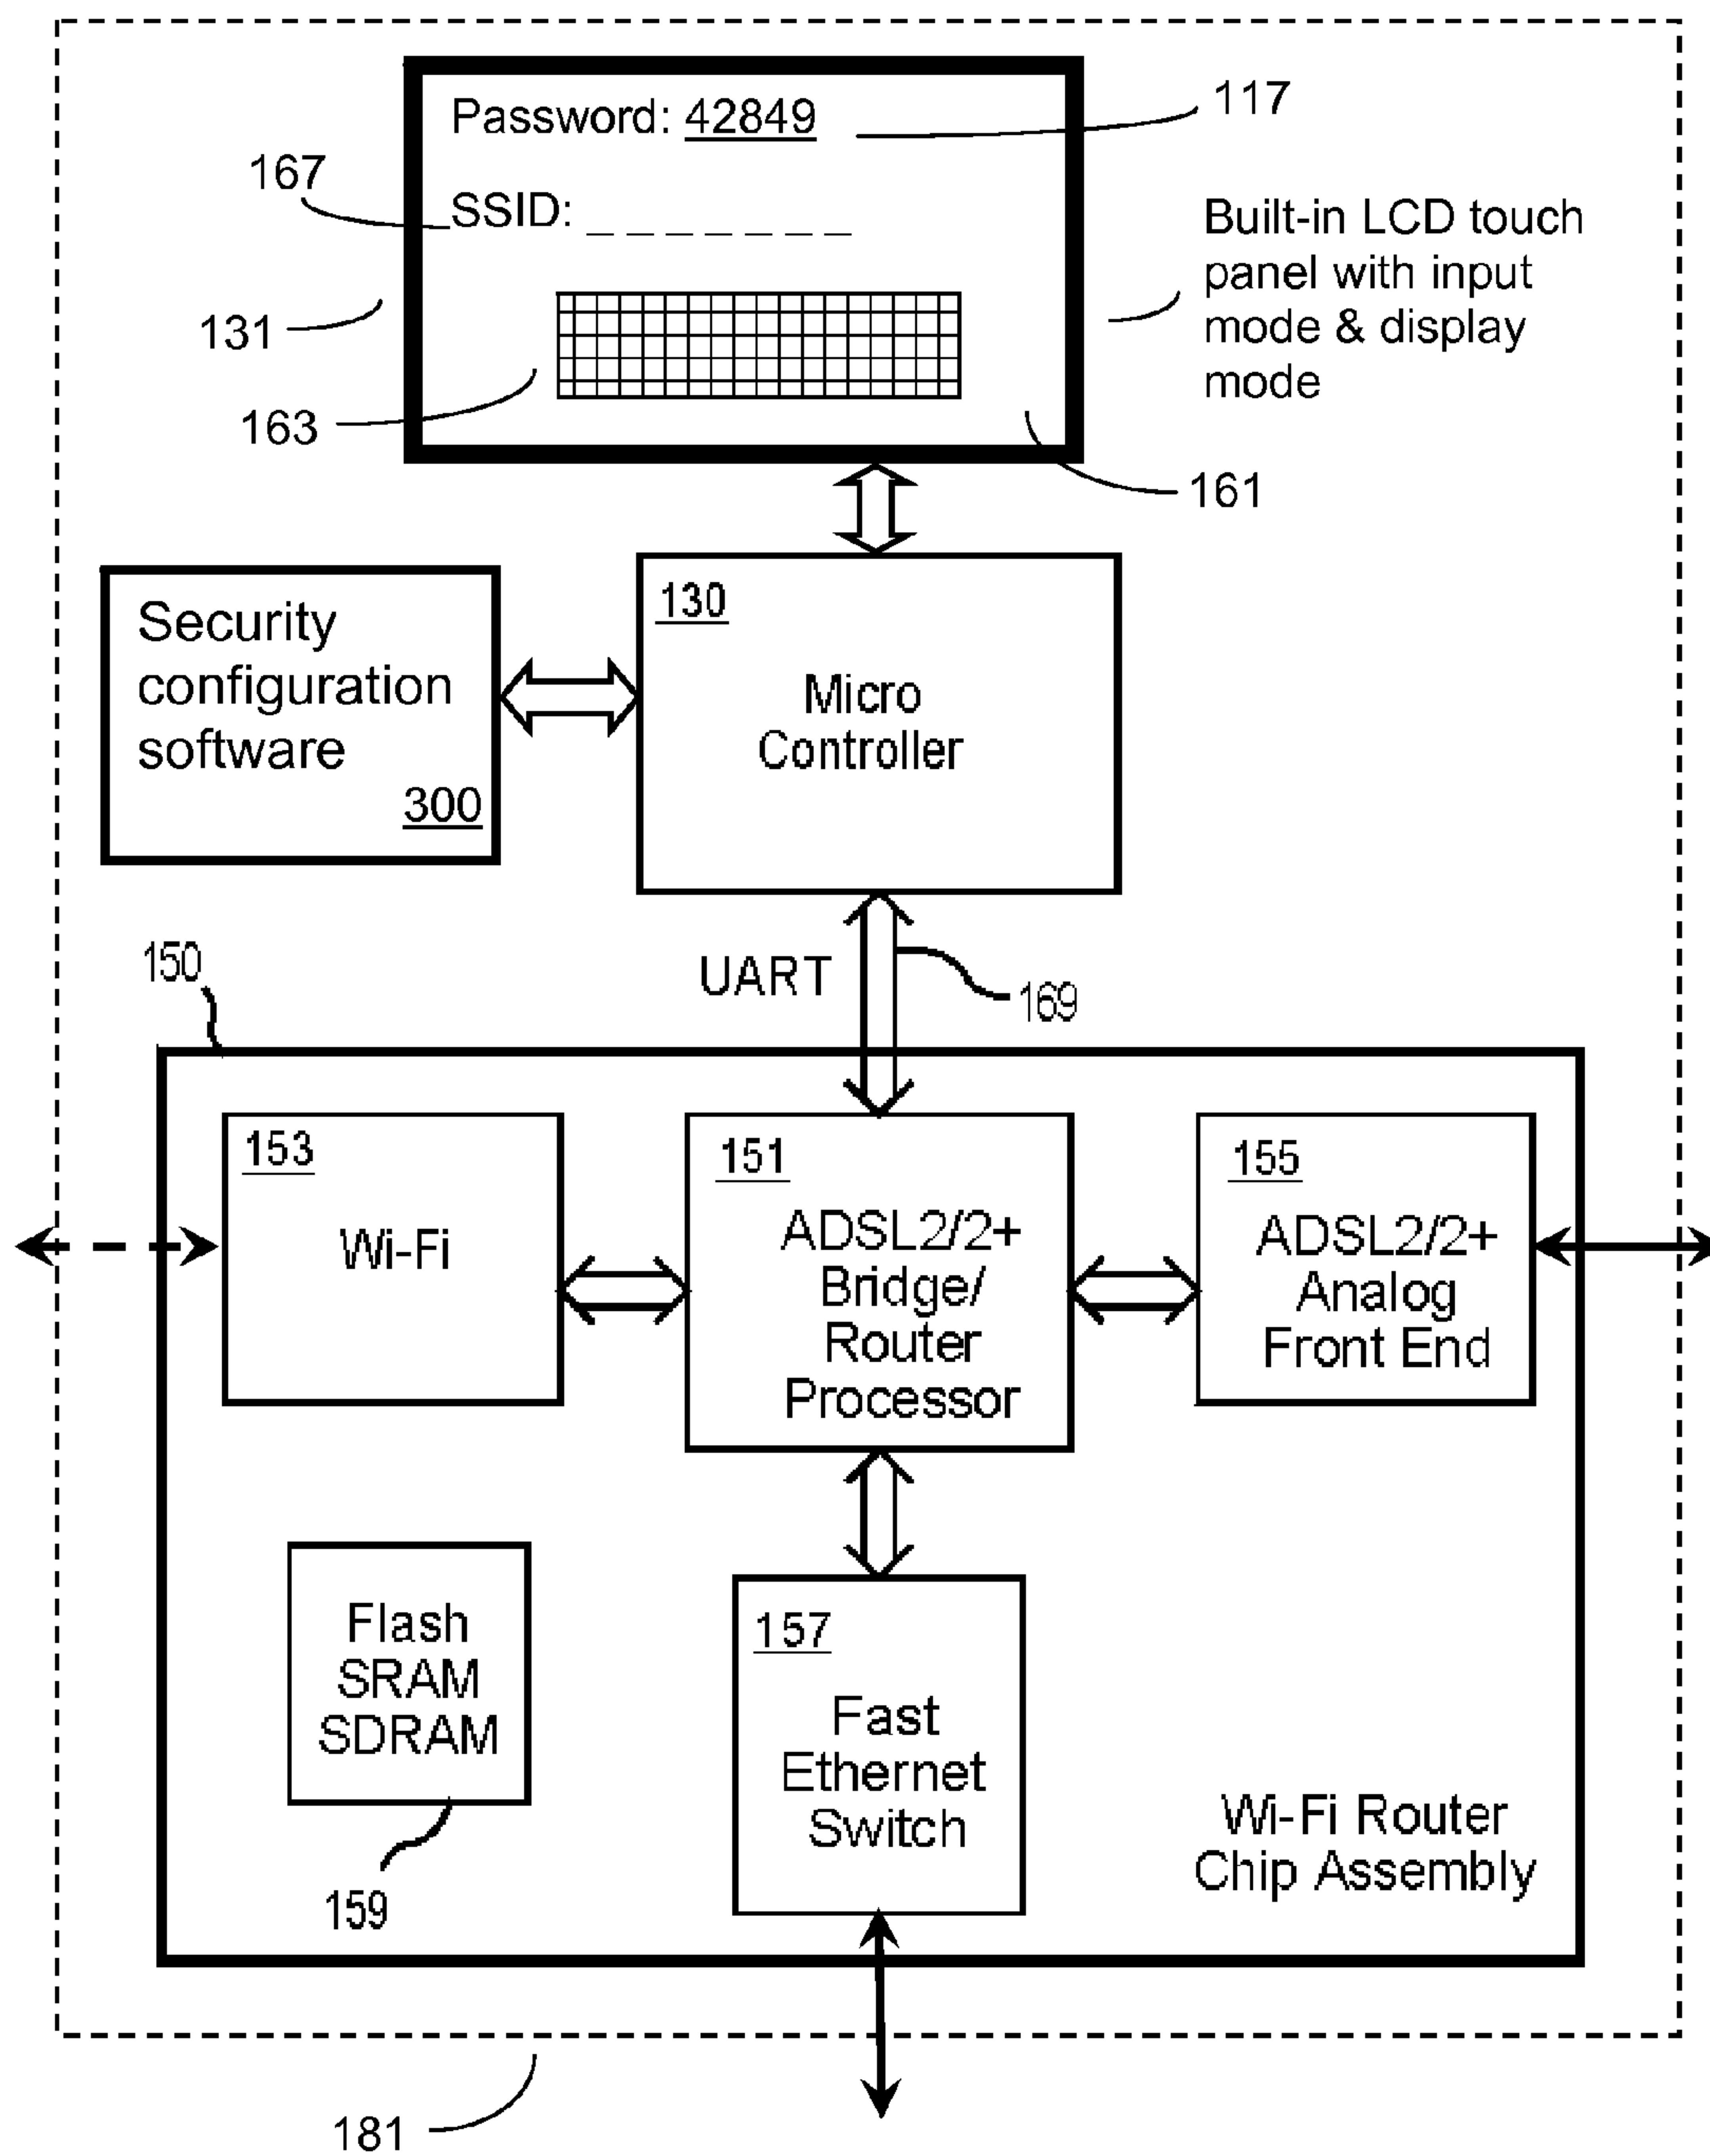 Password: 42849
117
167
SSID: _ _ _ _ _ _ _
Built-in LCD touch
panel with input
mode & display
mode
131
163
161
130
Micro
Controller
Security
configuration
software
300
150
UART
169
153
Wi-Fi
151
ADSL2/2+
Bridge/
Router
Processor
155
ADSL2/2+
Analog
Front End
Flash
SRAM
SDRAM
159
157
Fast
Ethernet
Switch
Wi-Fi Router
Chip Assembly
181